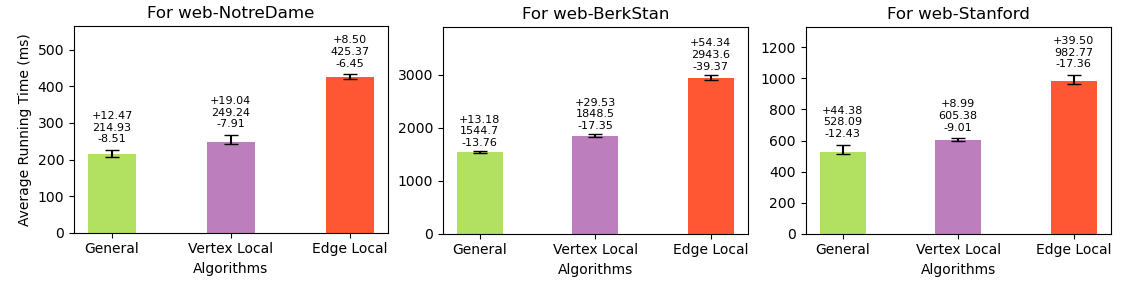 For web-NotreDame
Average Running Time (ms)
500
400
300
200
100
0
+12.47
214.93
-8.51
+19.04
249.24
-7.91
+8.50
425.37
-6.45
General
Vertex Local
Edge Local
Algorithms
For web-BerkStan
3000
2000
1000
0
+13.18
1544.7
-13.76
+29.53
1848.5
-17.35
+54.34
2943.6
-39.37
General
Vertex Local
Edge Local
Algorithms
For web-Stanford
1200
1000
800
600
400
200
0
+44.38
528.09
-12.43
+8.99
605.38
-9.01
+39.50
982.77
-17.36
General
Vertex Local
Edge Local
Algorithms